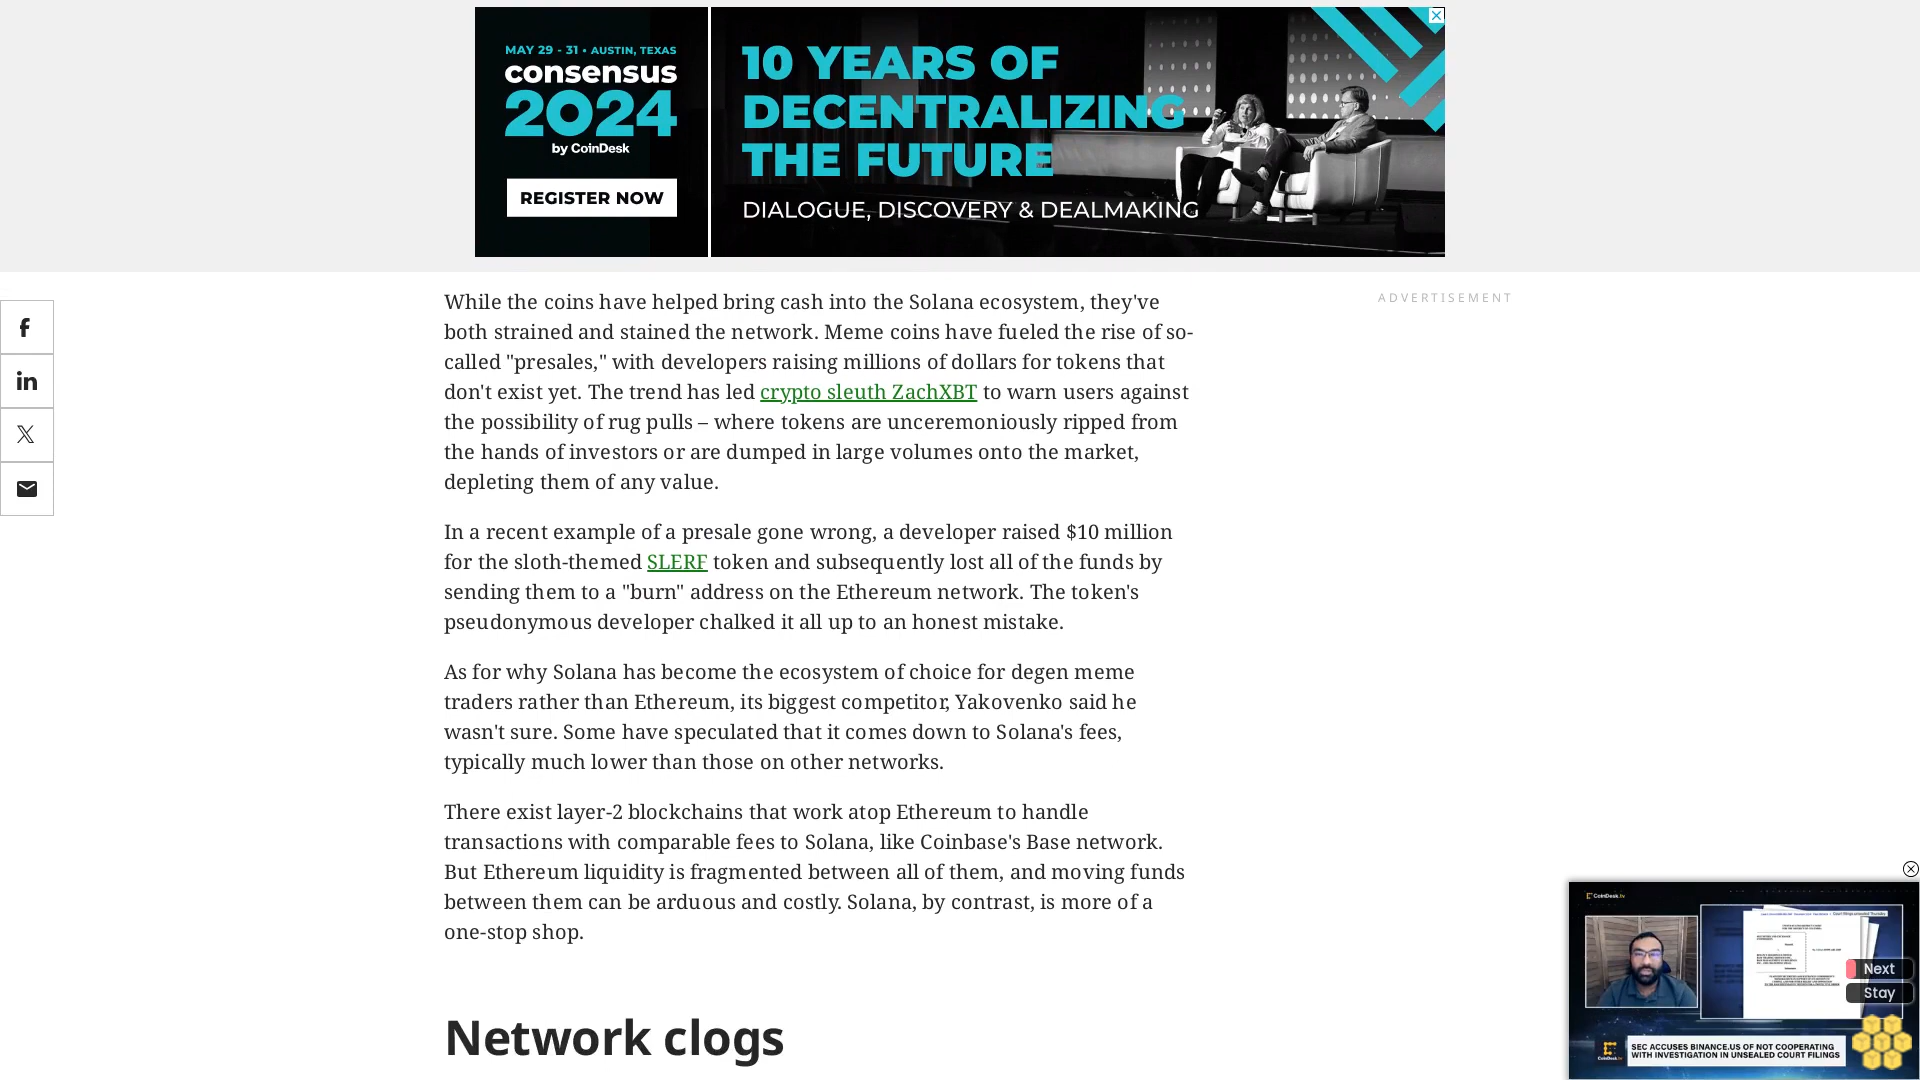 MAY 29 - 31 • AUSTIN, TEXAS
consensus
2024
by CoinDesk
REGISTER NOW
10 YEARS OF
DECENTRALIZING
THE FUTURE
DIALOGUE, DISCOVERY & DEALMAKING
While the coins have helped bring cash into the Solana ecosystem, they've
both strained and stained the network. Meme coins have fueled the rise of so-
called "presales," with developers raising millions of dollars for tokens that
don't exist yet. The trend has led crypto sleuth ZachXBT to warn users against
the possibility of rug pulls – where tokens are unceremoniously ripped from
the hands of investors or are dumped in large volumes onto the market,
depleting them of any value.
In a recent example of a presale gone wrong, a developer raised $10 million
for the sloth-themed SLERF token and subsequently lost all of the funds by
sending them to a "burn" address on the Ethereum network. The token's
pseudonymous developer chalked it all up to an honest mistake.
As for why Solana has become the ecosystem of choice for degen meme
traders rather than Ethereum, its biggest competitor, Yakovenko said he
wasn't sure. Some have speculated that it comes down to Solana's fees,
typically much lower than those on other networks.
There exist layer-2 blockchains that work atop Ethereum to handle
transactions with comparable fees to Solana, like Coinbase's Base network.
But Ethereum liquidity is fragmented between all of them, and moving funds
between them can be arduous and costly. Solana, by contrast, is more of a
one-stop shop.
Network clogs
ADVERTISEMENT
CoinDesk.tv
Next
Stay
CoinDesk.tv
SEC ACCUSES BINANCE.US OF NOT COOPERATING
WITH INVESTIGATION IN UNSEALED COURT FILINGS